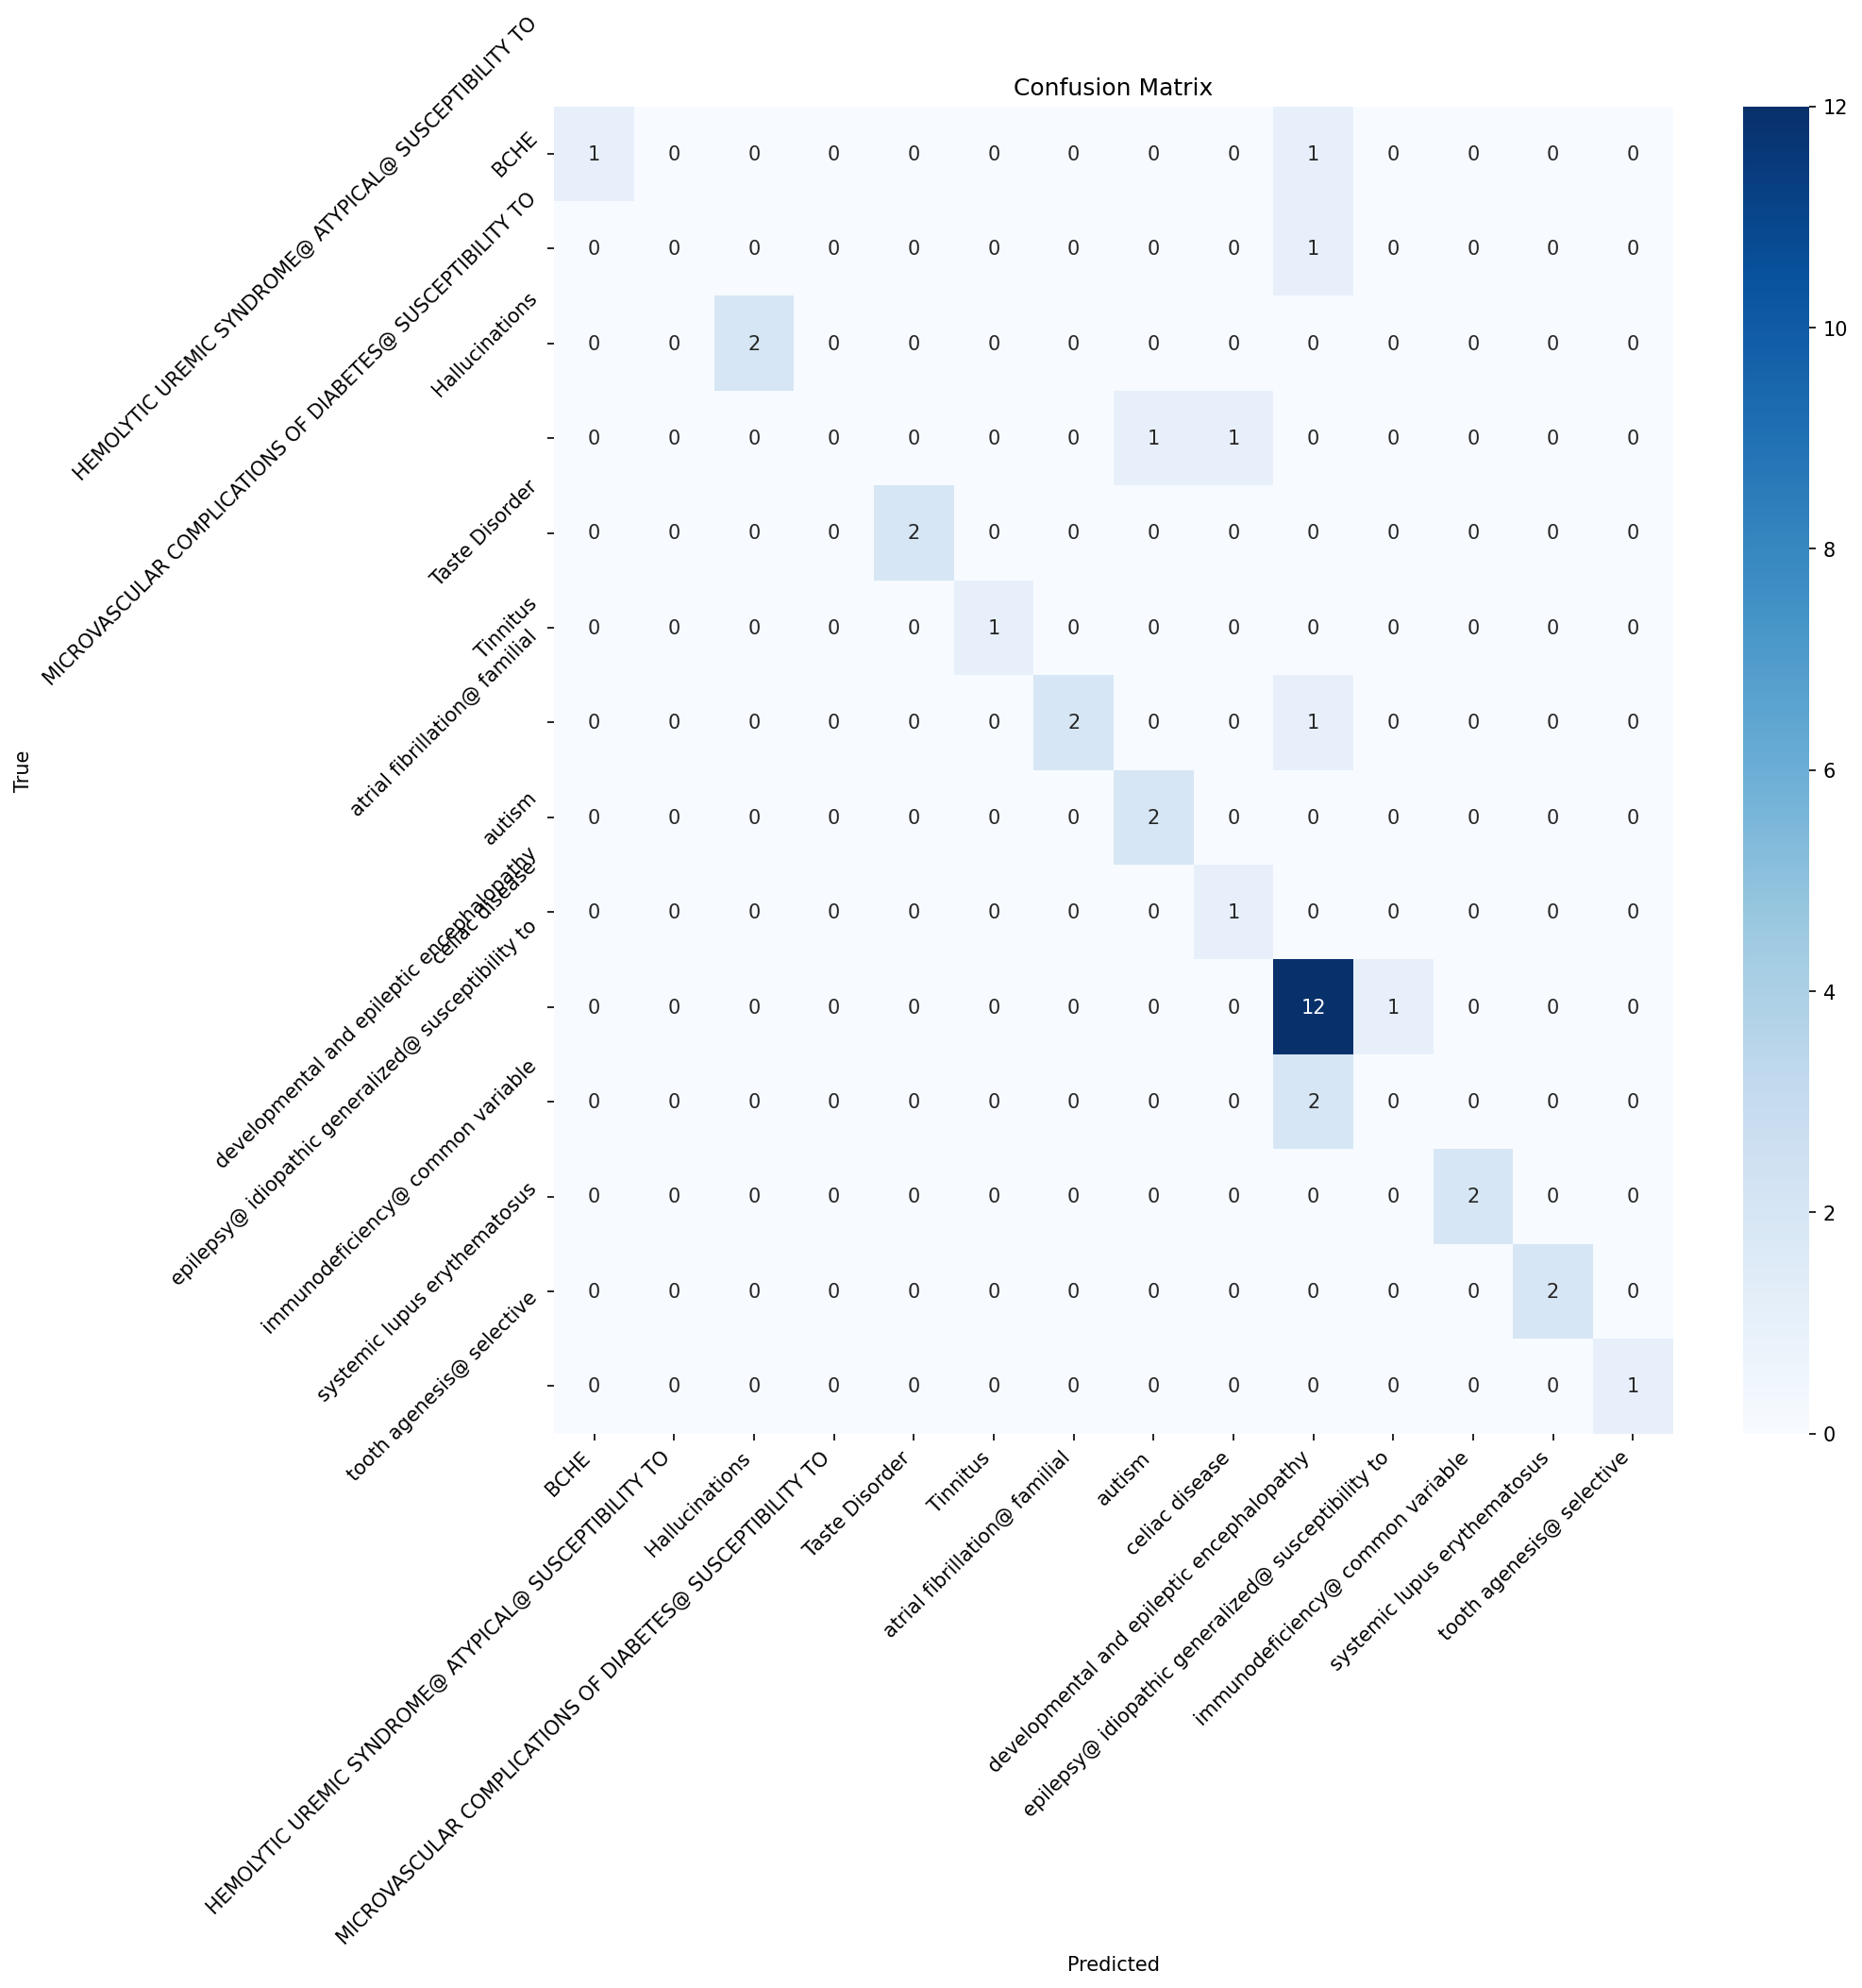 Confusion Matrix
True
BCHE
1 0 0 0 0 0 0 0 0 1 0 0 0 0
HEMOLYTIC UREMIC SYNDROME@ ATYPICAL@ SUSCEPTIBILITY TO
0 0 0 0 0 0 0 0 0 1 0 0 0 0
Hallucinations
0 0 2 0 0 0 0 0 0 0 0 0 0 0
MICROVASCULAR COMPLICATIONS OF DIABETES@ SUSCEPTIBILITY TO
0 0 0 0 0 0 0 1 1 0 0 0 0 0
Taste Disorder
0 0 0 0 2 0 0 0 0 0 0 0 0 0
Tinnitus
0 0 0 0 0 1 0 0 0 0 0 0 0 0
atrial fibrillation@ familial
0 0 0 0 0 0 2 0 0 1 0 0 0 0
autism
0 0 0 0 0 0 0 2 0 0 0 0 0 0
celiac disease
0 0 0 0 0 0 0 0 1 0 0 0 0 0
developmental and epileptic encephalopathy
0 0 0 0 0 0 0 0 0 12 1 0 0 0
epilepsy@ idiopathic generalized@ susceptibility to
0 0 0 0 0 0 0 0 0 2 0 0 0 0
immunodeficiency@ common variable
0 0 0 0 0 0 0 0 0 0 0 2 0 0
systemic lupus erythematosus
0 0 0 0 0 0 0 0 0 0 0 0 2 0
tooth agenesis@ selective
0 0 0 0 0 0 0 0 0 0 0 0 0 1
BCHE
HEMOLYTIC UREMIC SYNDROME@ ATYPICAL@ SUSCEPTIBILITY TO
Hallucinations
MICROVASCULAR COMPLICATIONS OF DIABETES@ SUSCEPTIBILITY TO
Taste Disorder
Tinnitus
atrial fibrillation@ familial
autism
celiac disease
developmental and epileptic encephalopathy
epilepsy@ idiopathic generalized@ susceptibility to
immunodeficiency@ common variable
systemic lupus erythematosus
tooth agenesis@ selective
Predicted
12
10
8
6
4
2
0